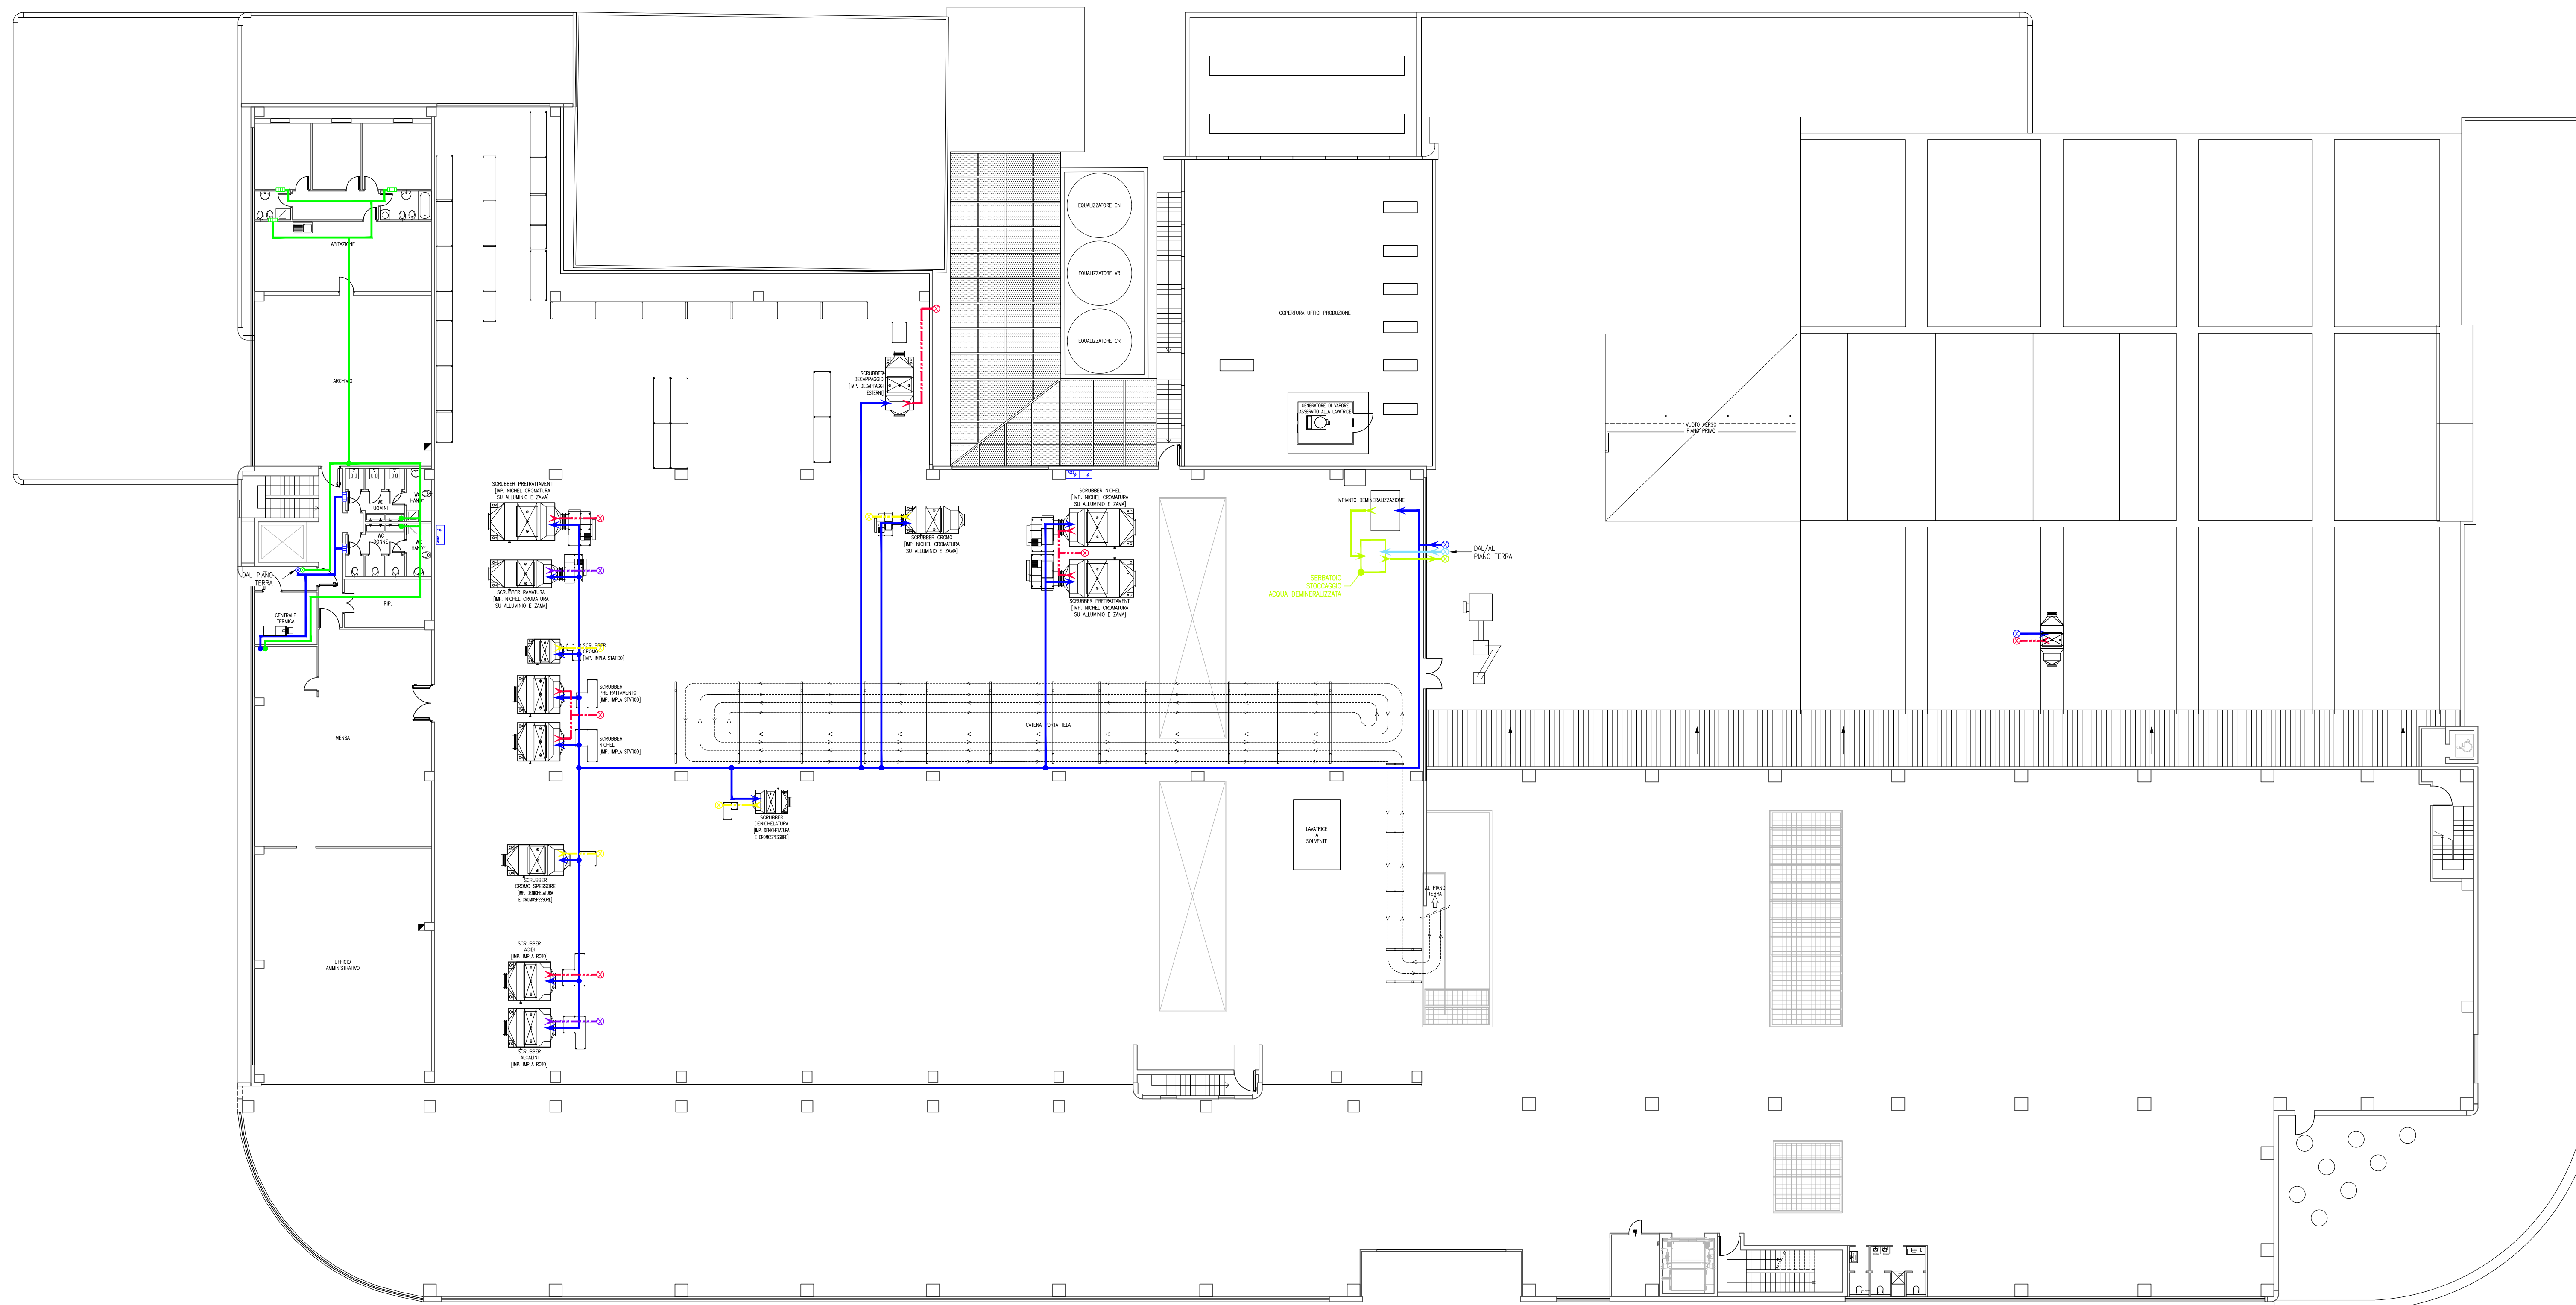 EQUALIZZATORE CN
ABITAZIONE
EQUALIZZATORE VR
COPERTURA UFFICI PRODUZIONE
EQUALIZZATORE CR
ARCHIVIO
SCRUBBER
DECAPPAGGIO
[IMP. DECAPPAGGI
ESTERNI]
GENERATORE DI VAPORE
ASSERVITO ALLA LAVATRICE
VUOTO VERSO
PIANO PRIMO
SCRUBBER PRETRATTAMENTI
[IMP. NICHEL CROMATURA
SU ALLUMINIO E ZAMA]
SCRUBBER NICHEL
[IMP. NICHEL CROMATURA
SU ALLUMINIO E ZAMA]
IMPIANTO DEMINERALIZZAZIONE
WC
UOMINI
HANDY
WC
DONNE
HANDY
SCRUBBER CROMO
[IMP. NICHEL CROMATURA
SU ALLUMINIO E ZAMA]
DAL/AL
PIANO TERRA
DAL PIANO
TERRA
SERBATOIO
STOCCAGGIO
ACQUA DEMINERALIZZATA
SCRUBBER RAMATURA
[IMP. NICHEL CROMATURA
SU ALLUMINIO E ZAMA]
SCRUBBER PRETRATTAMENTI
[IMP. NICHEL CROMATURA
SU ALLUMINIO E ZAMA]
RIP.
CENTRALE
TERMICA
SCRUBBER
CROMO
[IMP. IMPLA STATICO]
SCRUBBER
PRETRATTAMENTO
[IMP. IMPLA STATICO]
CATENA PORTA TELAI
MENSA
SCRUBBER
NICHEL
[IMP. IMPLA STATICO]
SCRUBBER
DENICHELATURA
[IMP. DENICHELATURA
E CROMOSPESSORE]
LAVATRICE
A
SOLVENTE
SCRUBBER
CROMO SPESSORE
[IMP. DENICHELATURA
E CROMOSPESSORE]
AL PIANO
TERRA
SCRUBBER
ACIDI
[IMP. IMPLA ROTO]
UFFICIO
AMMINISTRATIVO
SCRUBBER
ALCALINI
[IMP. IMPLA ROTO]